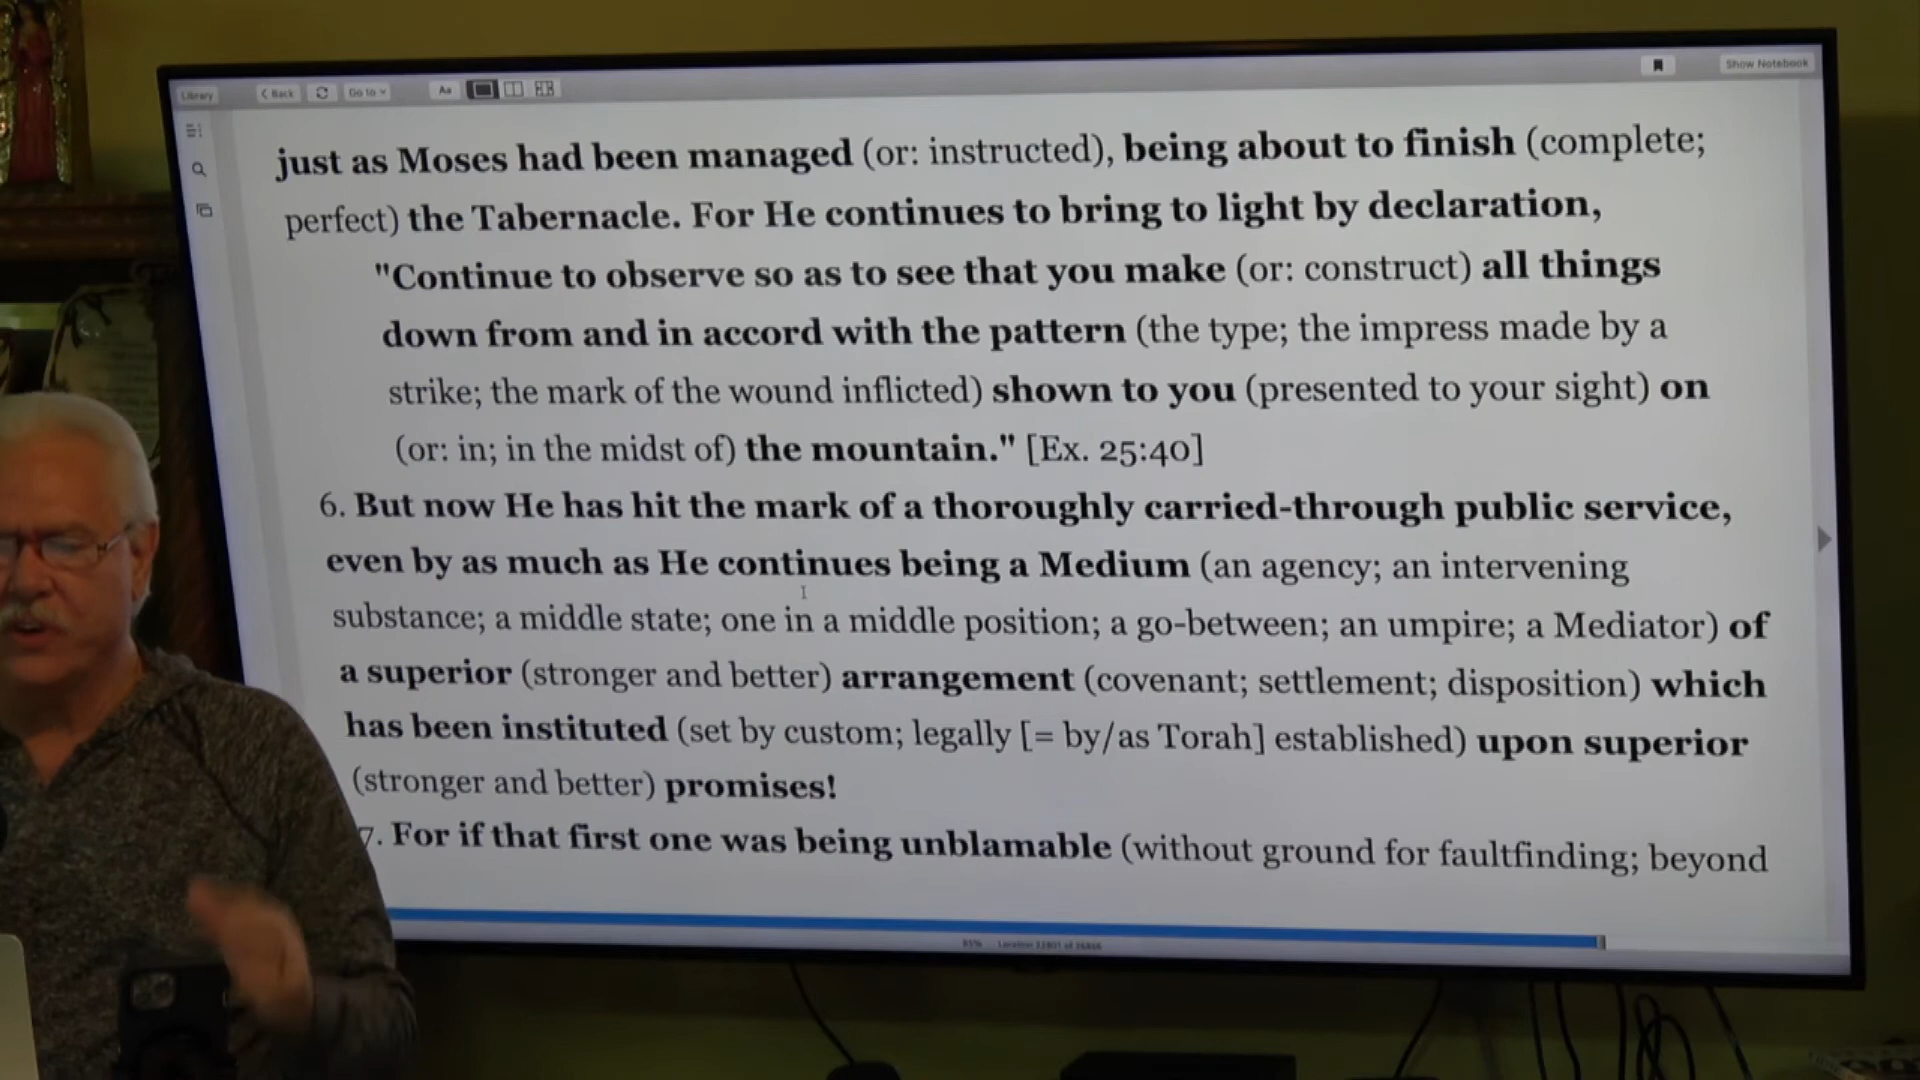 Library
Back
Go to
Aa
Show Notebook
just as Moses had been managed (or: instructed), being about to finish (complete;
perfect) the Tabernacle. For He continues to bring to light by declaration,
"Continue to observe so as to see that you make (or: construct) all things
down from and in accord with the pattern (the type; the impress made by a
strike; the mark of the wound inflicted) shown to you (presented to your sight) on
(or: in; in the midst of) the mountain." [Ex. 25:40]
6. But now He has hit the mark of a thoroughly carried-through public service,
even by as much as He continues being a Medium (an agency; an intervening
substance; a middle state; one in a middle position; a go-between; an umpire; a Mediator) of
a superior (stronger and better) arrangement (covenant; settlement; disposition) which
has been instituted (set by custom; legally [= by/as Torah] established) upon superior
(stronger and better) promises!
7. For if that first one was being unblamable (without ground for faultfinding; beyond
Location